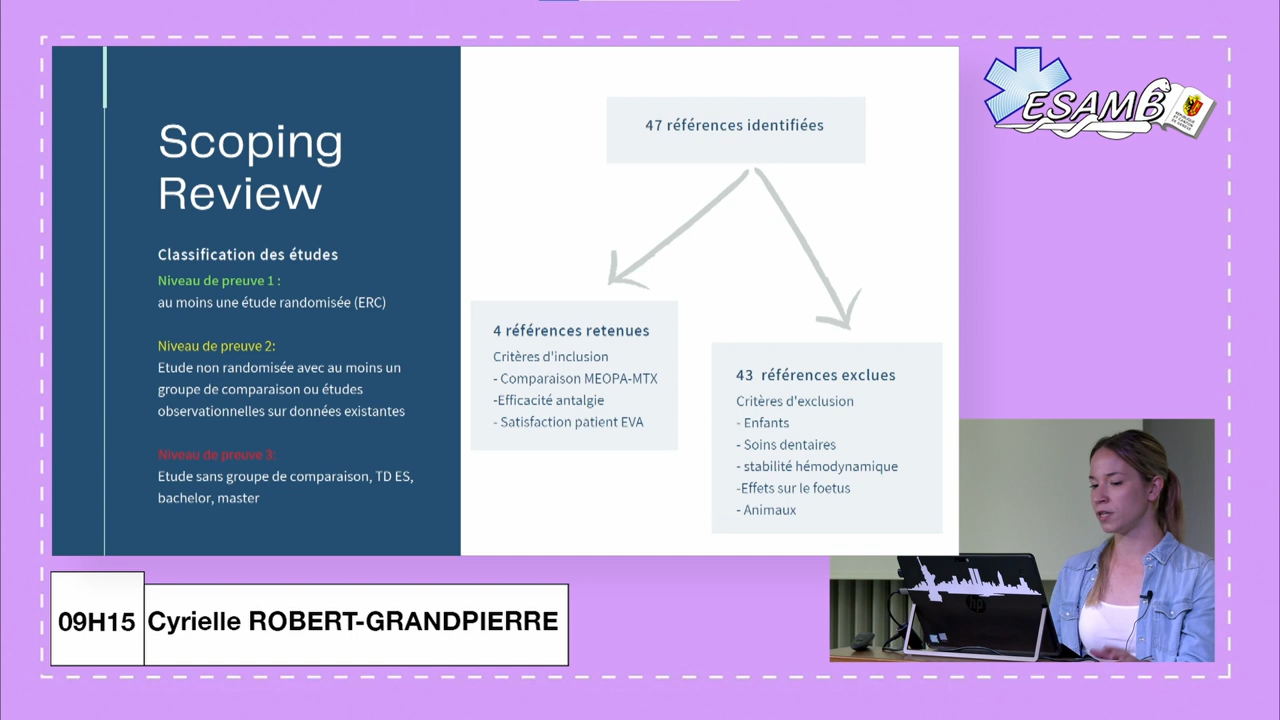 Scoping
Review
Classification des études
Niveau de preuve 1 :
au moins une étude randomisée (ERC)
Niveau de preuve 2:
Etude non randomisée avec au moins un
groupe de comparaison ou études
observationnelles sur données existantes
Niveau de preuve 3:
Etude sans groupe de comparaison, TD ES,
bachelor, master
47 références identifiées
4 références retenues
Critères d'inclusion
- Comparaison MEOPA-MTX
-Efficacité antalgie
- Satisfaction patient EVA
43 références exclues
Critères d'exclusion
- Enfants
- Soins dentaires
- stabilité hémodynamique
-Effets sur le foetus
- Animaux
ESAMB
hp
09H15
Cyrielle ROBERT-GRANDPIERRE